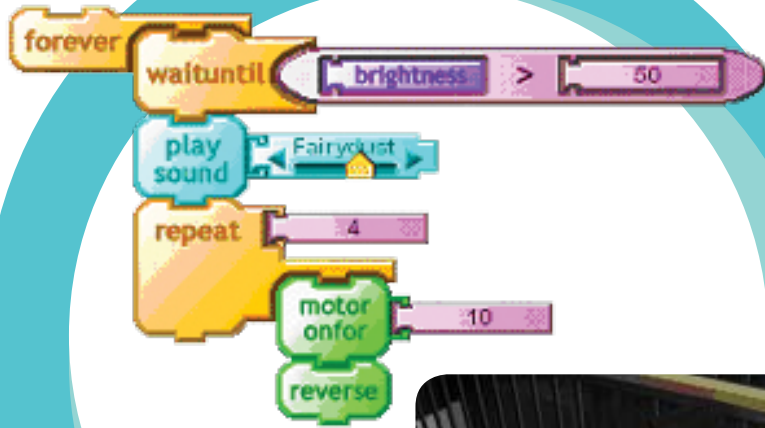 forever
waituntil brightness > 50
play
sound Fairydust
repeat 4
motor
onfor 10
reverse